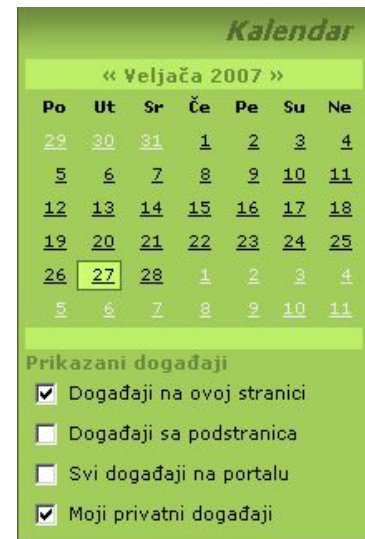 Kalendar
« Veljača 2007 »
Po Ut Sr Če Pe Su Ne
29 30 31 1 2 3 4
5 6 7 8 9 10 11
12 13 14 15 16 17 18
19 20 21 22 23 24 25
26 27 28 1 2 3 4
5 6 7 8 9 10 11
Prikazani događaji
Događaji na ovoj stranici
Događaji sa podstranica
Svi događaji na portalu
Moji privatni događaji